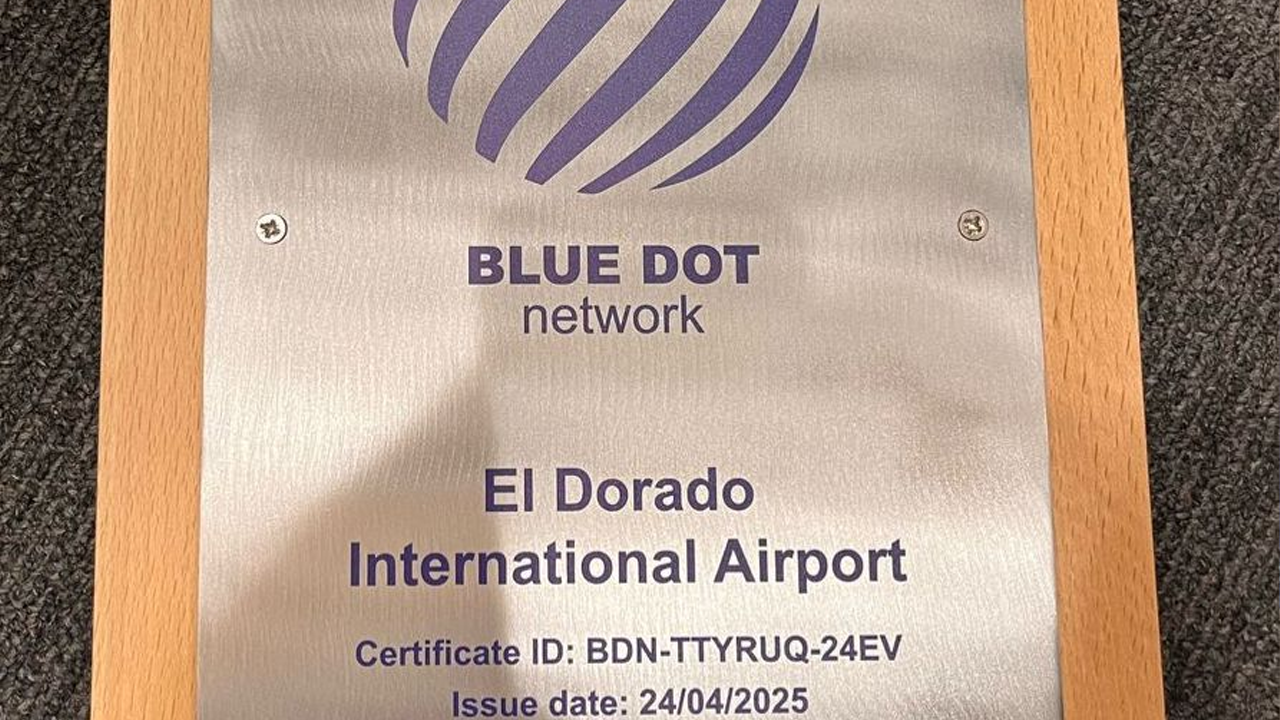 BLUE DOT
network
El Dorado
International Airport
Certificate ID: BDN-TTYRUQ-24EV
Issue date: 24/04/2025